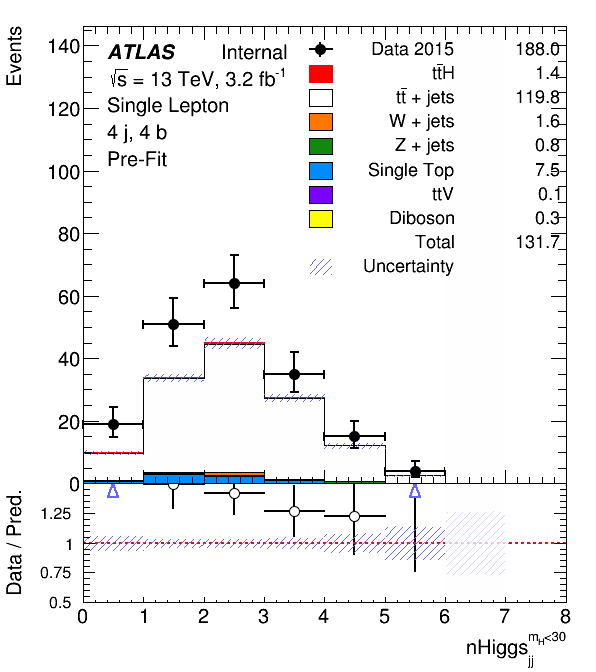 Events
140
120
100
80
60
40
20
0
ATLAS Internal
√s = 13 TeV, 3.2 fb⁻¹
Single Lepton
4 j, 4 b
Pre-Fit
Data 2015 188.0
tt̄H 1.4
tt̄ + jets 119.8
W + jets 1.6
Z + jets 0.8
Single Top 7.5
ttV 0.1
Diboson 0.3
Total 131.7
Uncertainty
Data / Pred.
1.25
1
0.75
0.5
0 1 2 3 4 5 6 7 8
nHiggs_jj^{m_H<30}